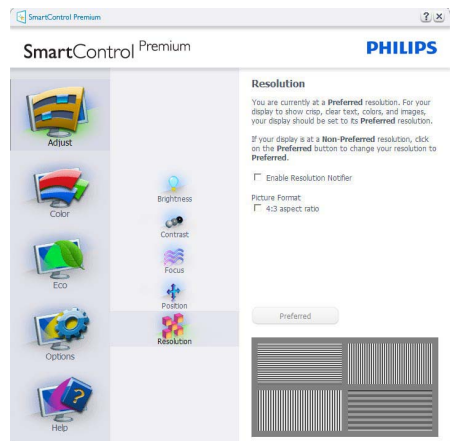 SmartControl Premium
SmartControl Premium
PHILIPS
Adjust
Color
Eco
Options
Help
Brightness
Contrast
Focus
Position
Resolution
Resolution
You are currently at a Preferred resolution. For your
display to show crisp, clear text, colors, and images,
your display should be set to its Preferred resolution.
If your display is at a Non-Preferred resolution, click
on the Preferred button to change your resolution to
Preferred.
Enable Resolution Notifier
Picture Format
4:3 aspect ratio
Preferred